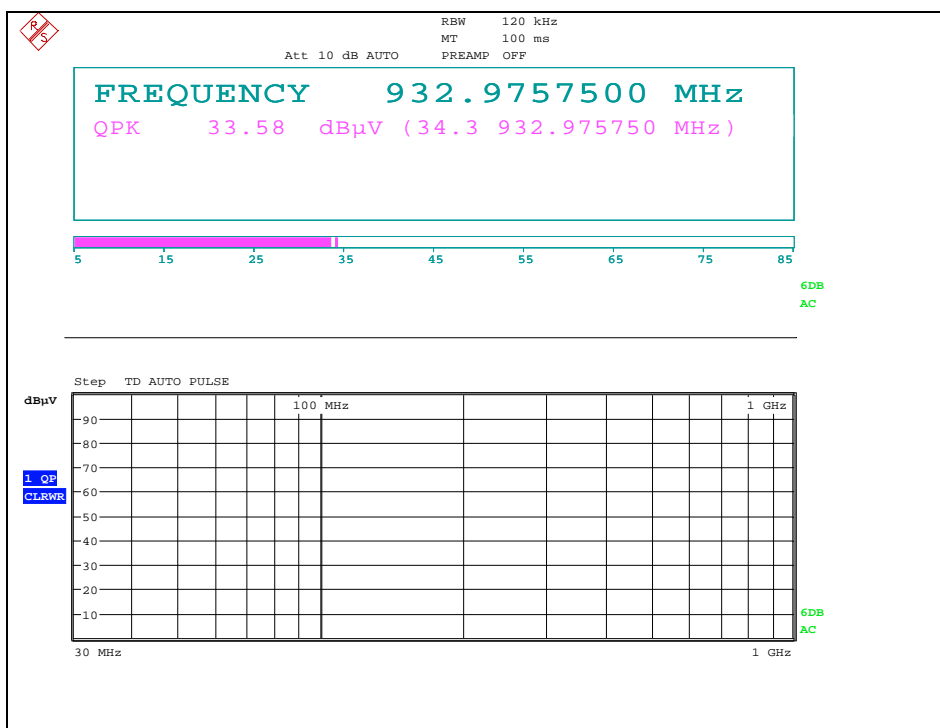 R
S
RBW 120 kHz
MT 100 ms
Att 10 dB AUTO PREAMP OFF
FREQUENCY 932.9757500 MHz
QPK 33.58 dBµV (34.3 932.975750 MHz)
5 15 25 35 45 55 65 75 85
6DB
AC
Step TD AUTO PULSE
dBµV
100 MHz 1 GHz
90
80
70
1 QP
60
CLRWR
50
40
30
20
10
6DB
AC
30 MHz 1 GHz